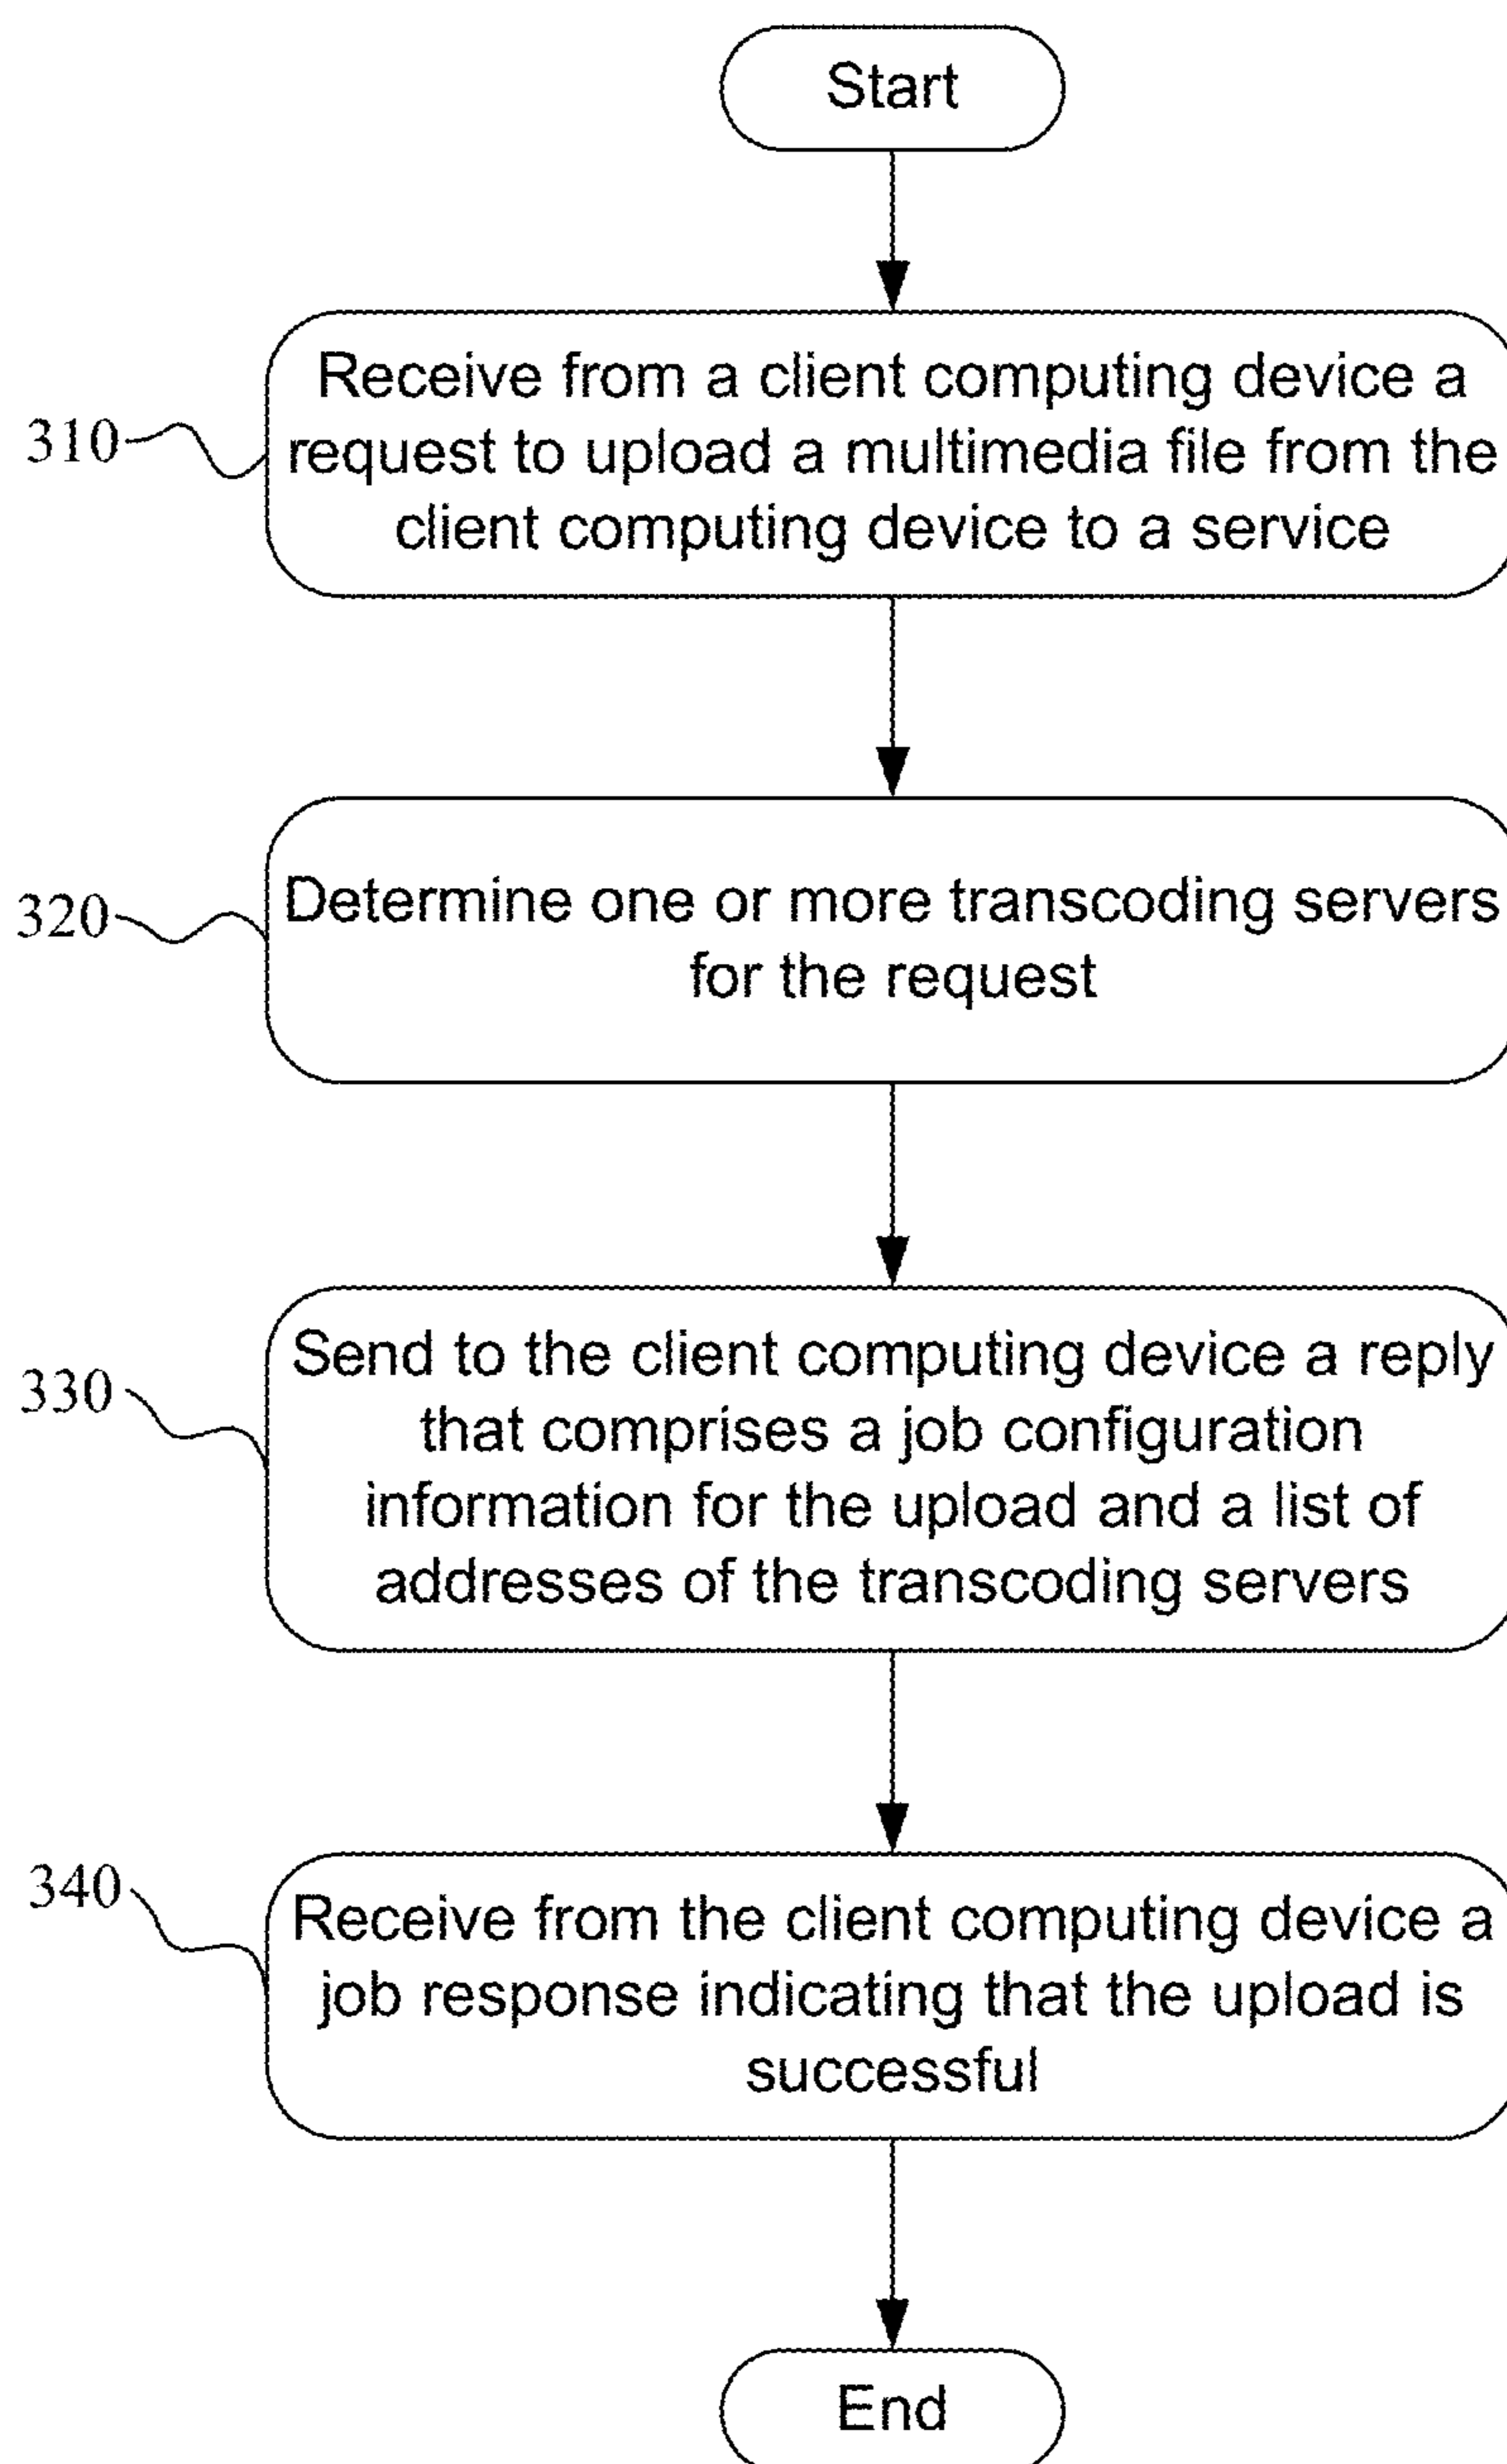 Start
310
Receive from a client computing device a
request to upload a multimedia file from the
client computing device to a service
320
Determine one or more transcoding servers
for the request
330
Send to the client computing device a reply
that comprises a job configuration
information for the upload and a list of
addresses of the transcoding servers
340
Receive from the client computing device a
job response indicating that the upload is
successful
End